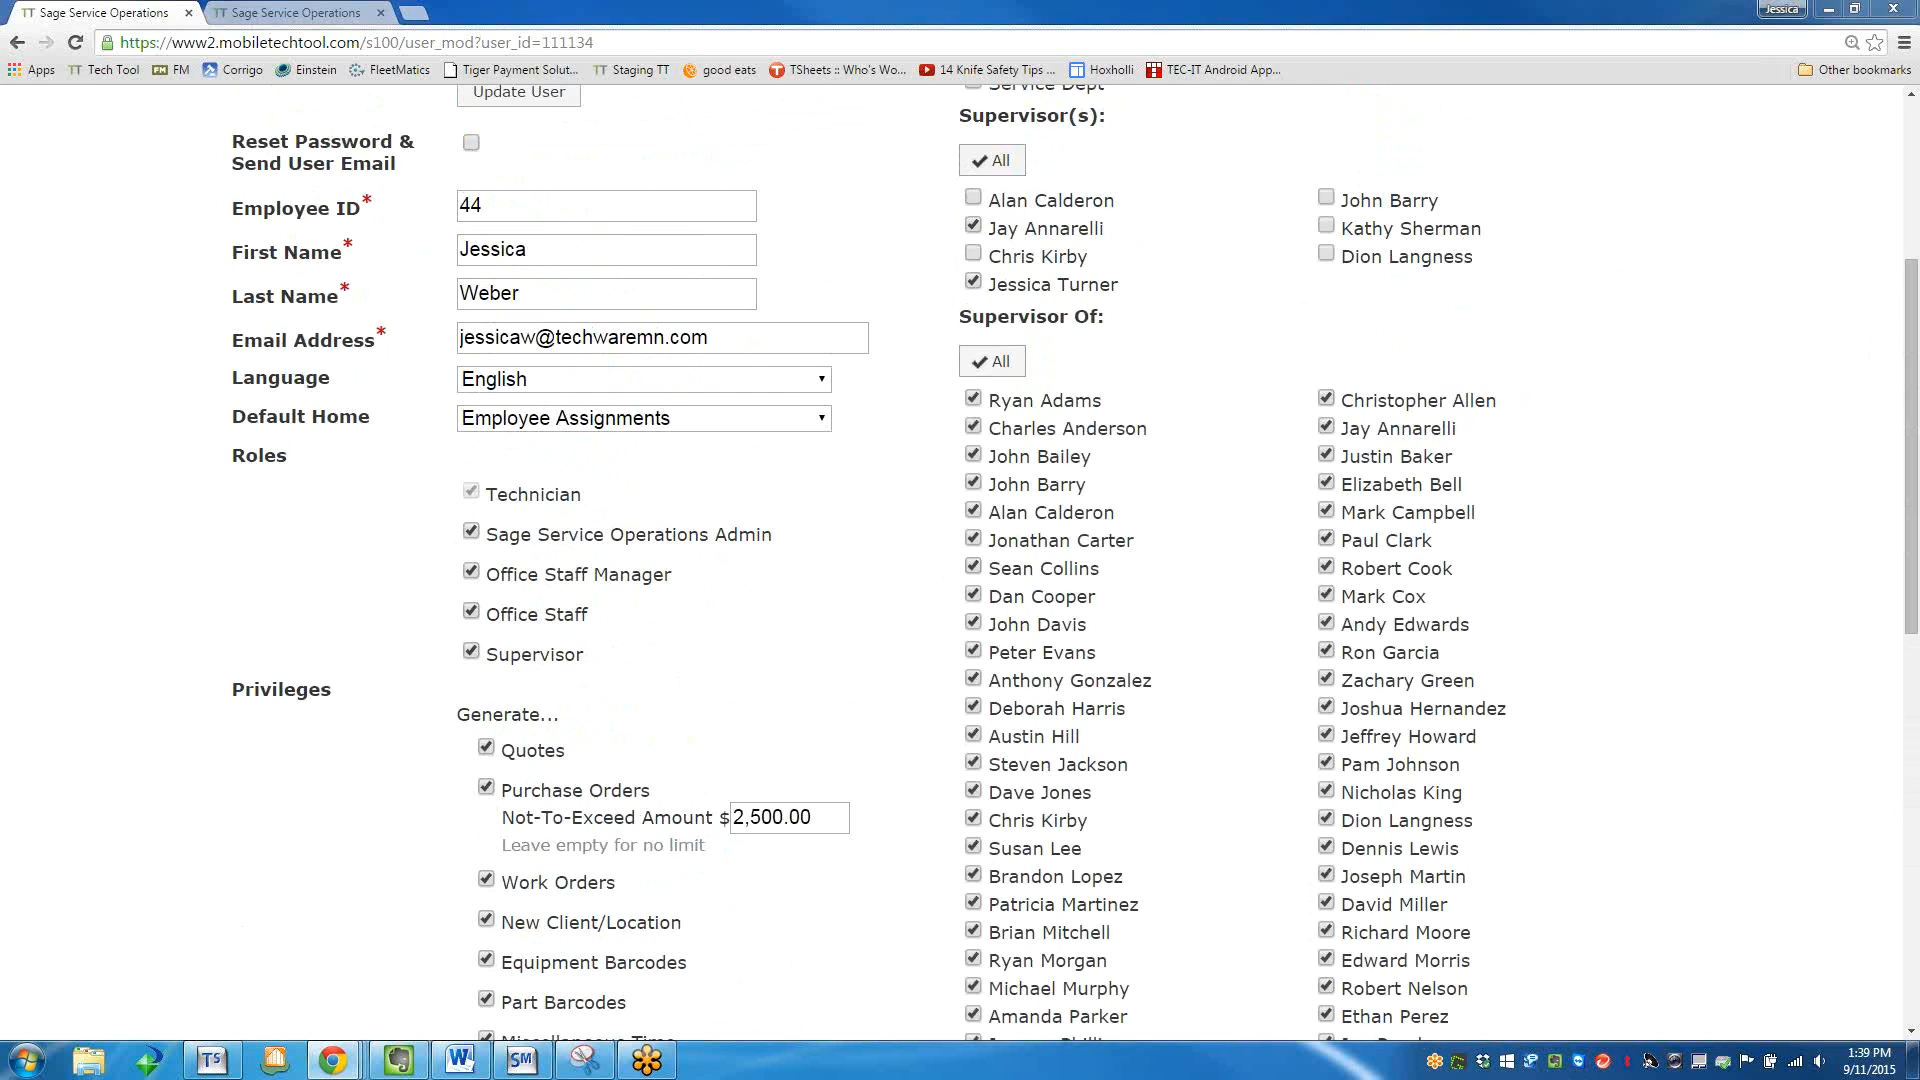 TT Sage Service Operations
TT Sage Service Operations
Jessica
https://www2.mobiletechtool.com/s100/user_mod?user_id=111134
Apps
TT Tech Tool
FM FM
Corrigo
Einstein
FleetMatics
Tiger Payment Solut...
TT Staging TT
good eats
TSheets :: Who's Wo...
14 Knife Safety Tips ...
Hoxholli
TEC-IT Android App...
Other bookmarks
Update User
Reset Password &
Send User Email
Employee ID*
44
First Name*
Jessica
Last Name*
Weber
Email Address*
jessicaw@techwaremn.com
Language
English
Default Home
Employee Assignments
Roles
Technician
Sage Service Operations Admin
Office Staff Manager
Office Staff
Supervisor
Privileges
Generate...
Quotes
Purchase Orders
Not-To-Exceed Amount $2,500.00
Leave empty for no limit
Work Orders
New Client/Location
Equipment Barcodes
Part Barcodes
Miscellaneous Time
Service Dept
Supervisor(s):
All
Alan Calderon John Barry
Jay Annarelli Kathy Sherman
Chris Kirby Dion Langness
Jessica Turner
Supervisor Of:
All
Ryan Adams Christopher Allen
Charles Anderson Jay Annarelli
John Bailey Justin Baker
John Barry Elizabeth Bell
Alan Calderon Mark Campbell
Jonathan Carter Paul Clark
Sean Collins Robert Cook
Dan Cooper Mark Cox
John Davis Andy Edwards
Peter Evans Ron Garcia
Anthony Gonzalez Zachary Green
Deborah Harris Joshua Hernandez
Austin Hill Jeffrey Howard
Steven Jackson Pam Johnson
Dave Jones Nicholas King
Chris Kirby Dion Langness
Susan Lee Dennis Lewis
Brandon Lopez Joseph Martin
Patricia Martinez David Miller
Brian Mitchell Richard Moore
Ryan Morgan Edward Morris
Michael Murphy Robert Nelson
Amanda Parker Ethan Perez
TS
W
SM
1:39 PM
9/11/2015